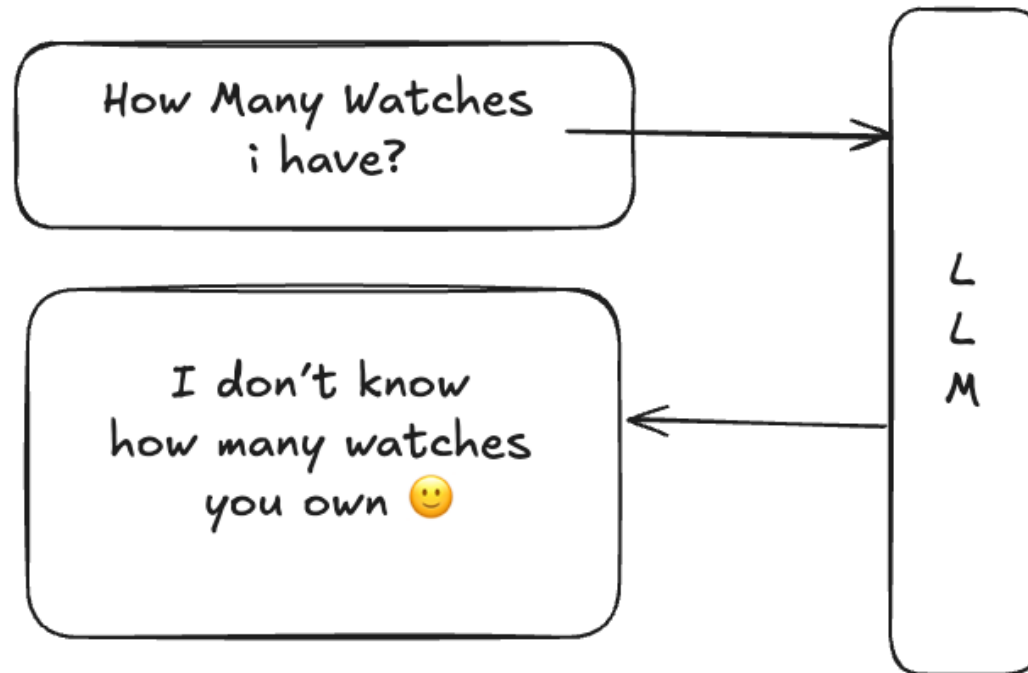 How Many Watches
i have?
I don't know
how many watches
you own 🙂
L
L
M